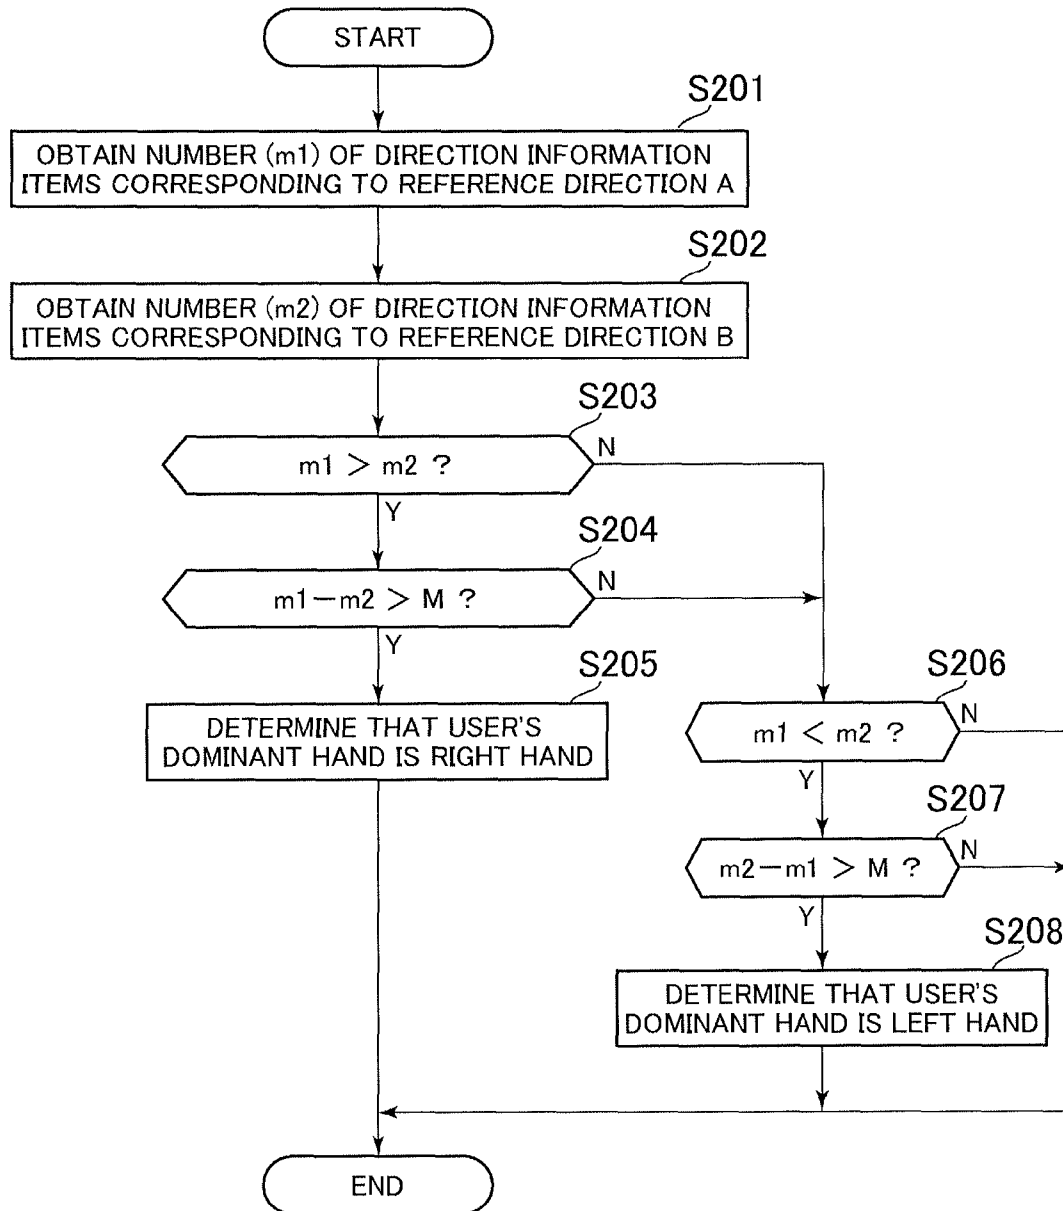 START
S201
OBTAIN NUMBER (m1) OF DIRECTION INFORMATION
ITEMS CORRESPONDING TO REFERENCE DIRECTION A
S202
OBTAIN NUMBER (m2) OF DIRECTION INFORMATION
ITEMS CORRESPONDING TO REFERENCE DIRECTION B
S203
m1 > m2 ?
N
Y
S204
m1-m2 > M ?
N
Y
S205
DETERMINE THAT USER'S
DOMINANT HAND IS RIGHT HAND
S206
m1 < m2 ?
N
Y
S207
m2-m1 > M ?
N
Y
S208
DETERMINE THAT USER'S
DOMINANT HAND IS LEFT HAND
END